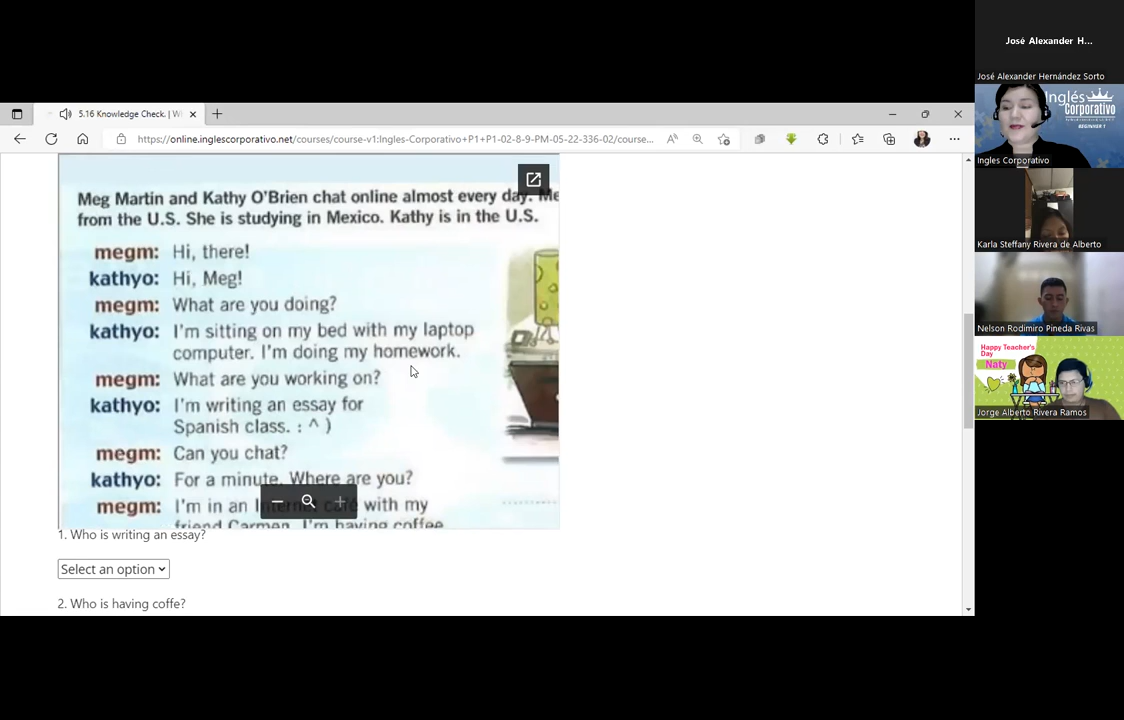 José Alexander H...
José Alexander Hernández Sorto
5.16 Knowledge Check. | W
https://online.inglescorporativo.net/courses/course-v1:Ingles-Corporativo+P1+P1-02-8-9-PM-05-22-336-02/course...
Inglés
Corporativo
BEGINNER 1
Ingles Corporativo
Karla Steffany Rivera de Alberto
Nelson Rodimiro Pineda Rivas
Happy Teacher's
Day
Naty
Jorge Alberto Rivera Ramos
Meg Martin and Kathy O'Brien chat online almost every day. Me
from the U.S. She is studying in Mexico. Kathy is in the U.S.
megm: Hi, there!
kathyo: Hi, Meg!
megm: What are you doing?
kathyo: I'm sitting on my bed with my laptop
computer. I'm doing my homework.
megm: What are you working on?
kathyo: I'm writing an essay for
Spanish class. : ^ )
megm: Can you chat?
kathyo: For a minute. Where are you?
megm: I'm in an Internet café with my
friend Carmen. I'm having coffee
1. Who is writing an essay?
Select an option
2. Who is having coffe?